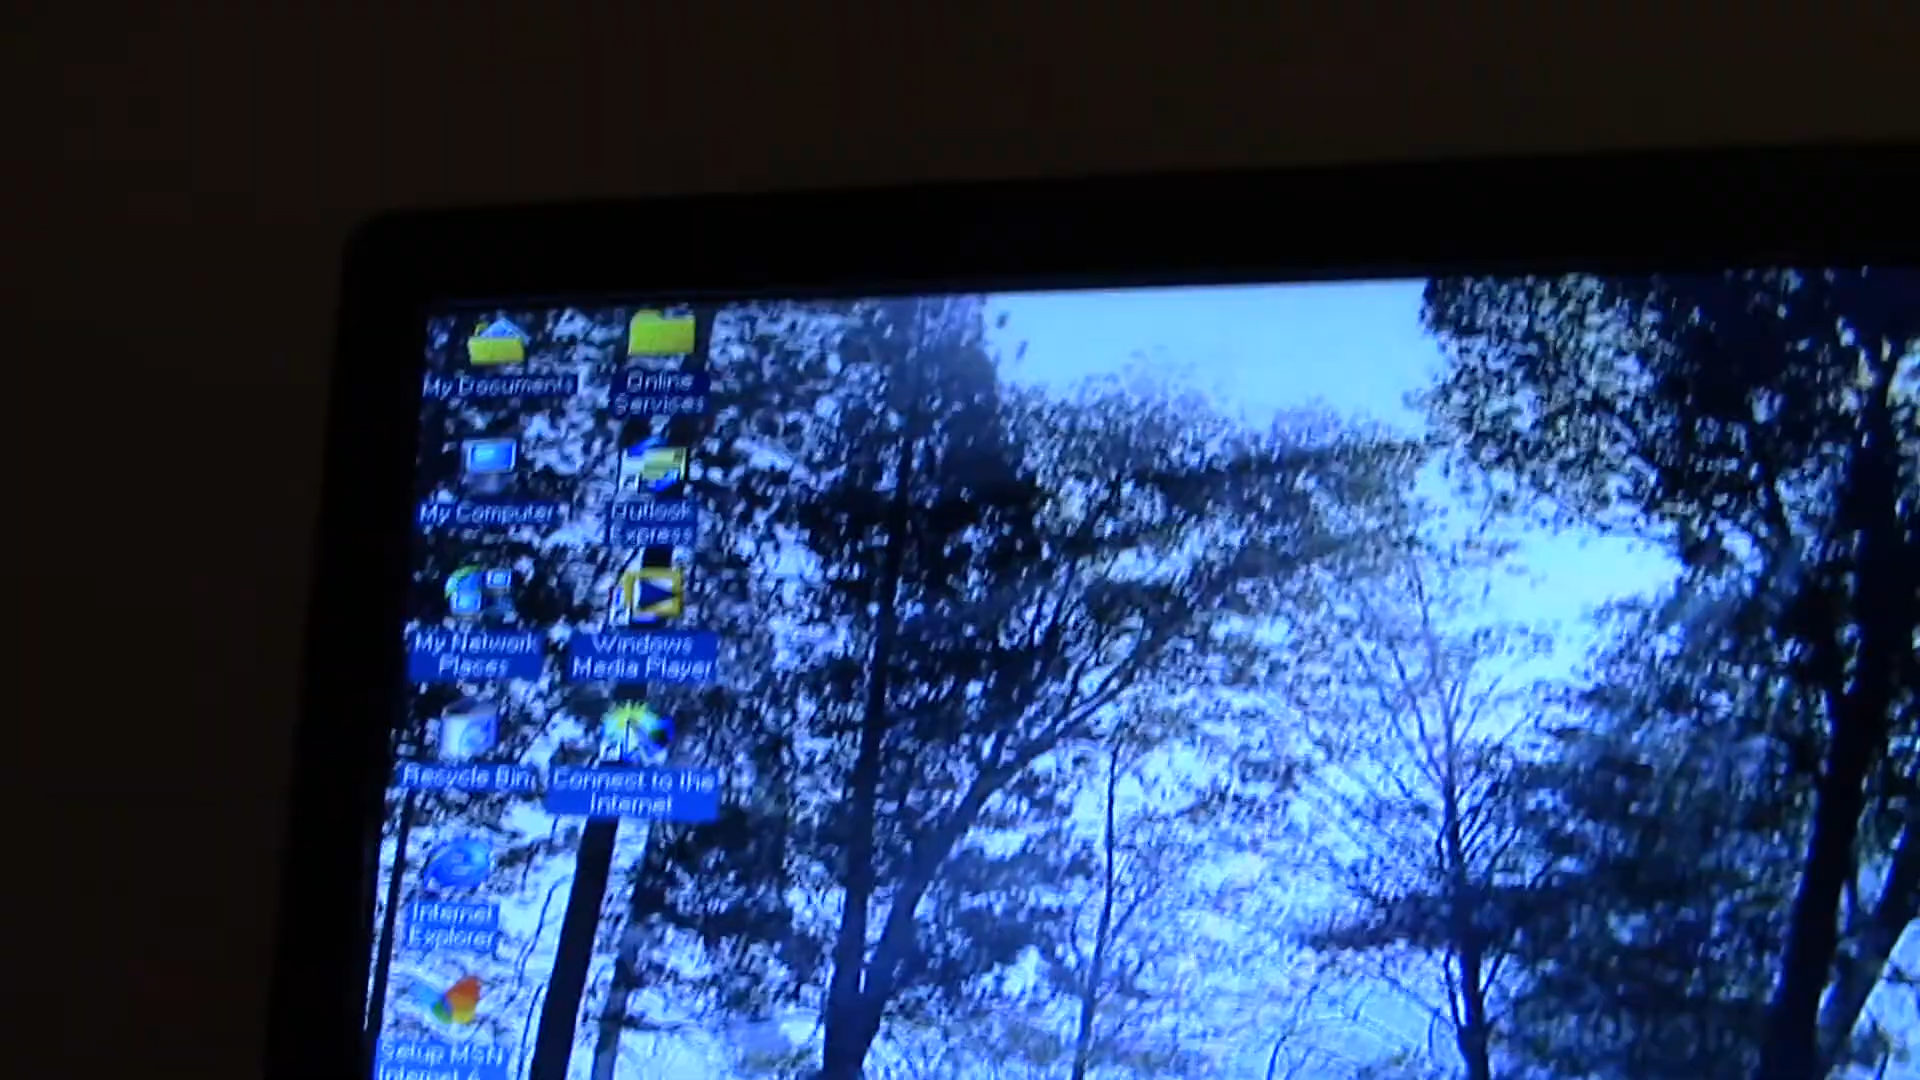 My Documents
Online
Services
My Computer
Outlook
Express
My Network
Places
Windows
Media Player
Recycle Bin
Connect to the
Internet
Internet
Explorer
Setup MSN
Internet A